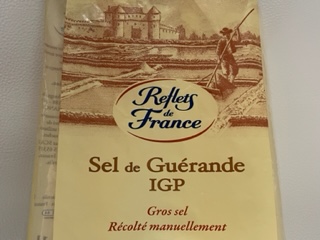 Reflets
de
France
Sel de Guérande
IGP
Gros sel
Récolté manuellement